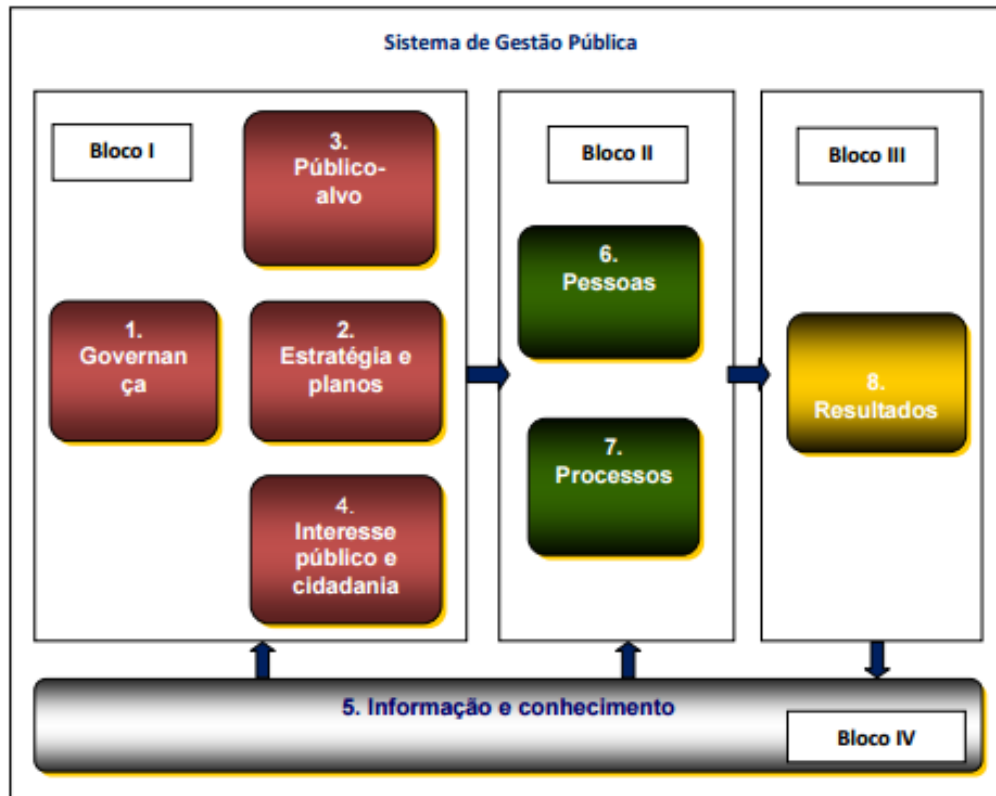 Sistema de Gestão Pública
Bloco I
3.
Público-
alvo
1.
Governan
ça
2.
Estratégia e
planos
4.
Interesse
público e
cidadania
Bloco II
6.
Pessoas
7.
Processos
Bloco III
8.
Resultados
5. Informação e conhecimento
Bloco IV